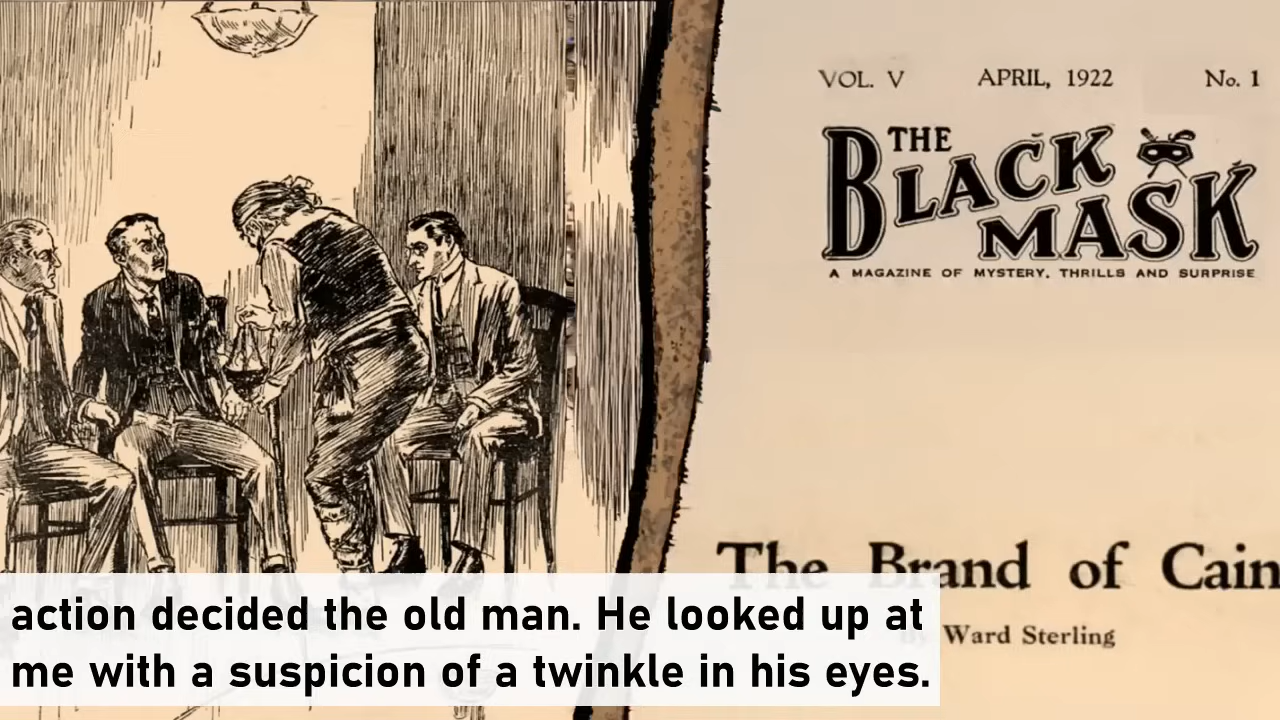 VOL. V APRIL, 1922 No. 1
THE
BLACK
MASK
A MAGAZINE OF MYSTERY, THRILLS AND SURPRISE
The Brand of Cain
Ward Sterling
action decided the old man. He looked up at
me with a suspicion of a twinkle in his eyes.